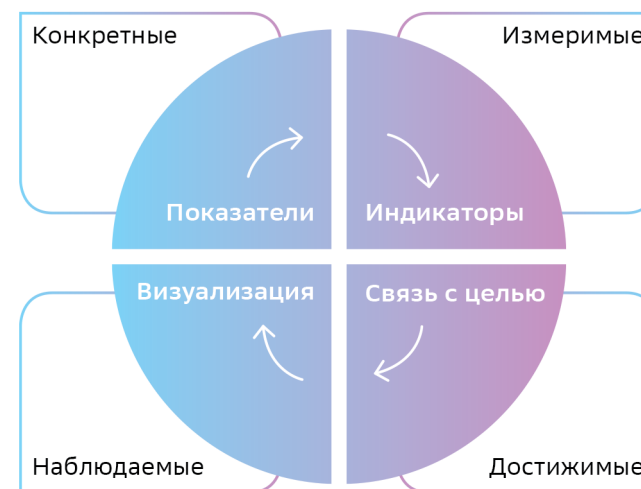 Конкретные
Измеримые
Показатели
Индикаторы
Визуализация
Связь с целью
Наблюдаемые
Достижимые